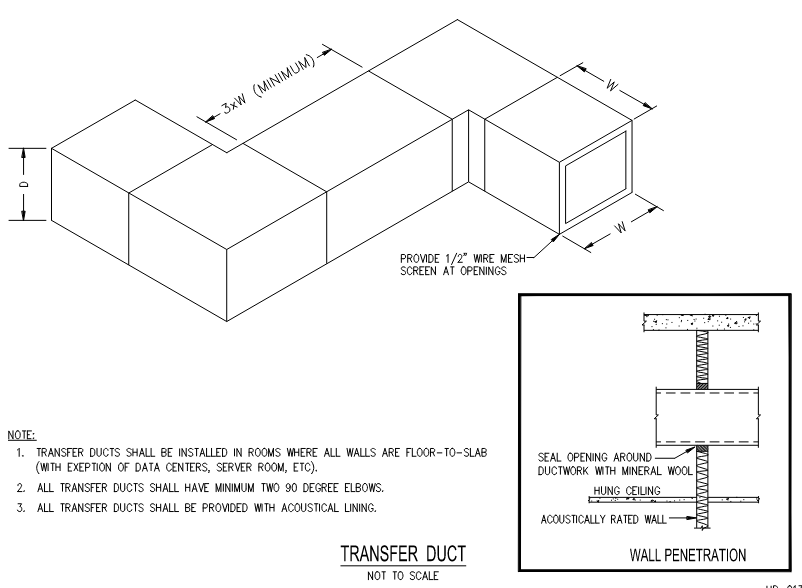 3xW (MINIMUM)
W
D
W
PROVIDE 1/2" WIRE MESH
SCREEN AT OPENINGS
NOTE:
1. TRANSFER DUCTS SHALL BE INSTALLED IN ROOMS WHERE ALL WALLS ARE FLOOR-TO-SLAB
(WITH EXEPTION OF DATA CENTERS, SERVER ROOM, ETC).
2. ALL TRANSFER DUCTS SHALL HAVE MINIMUM TWO 90 DEGREE ELBOWS.
3. ALL TRANSFER DUCTS SHALL BE PROVIDED WITH ACOUSTICAL LINING.
SEAL OPENING AROUND
DUCTWORK WITH MINERAL WOOL
HUNG CEILING
ACOUSTICALLY RATED WALL
WALL PENETRATION
TRANSFER DUCT
NOT TO SCALE